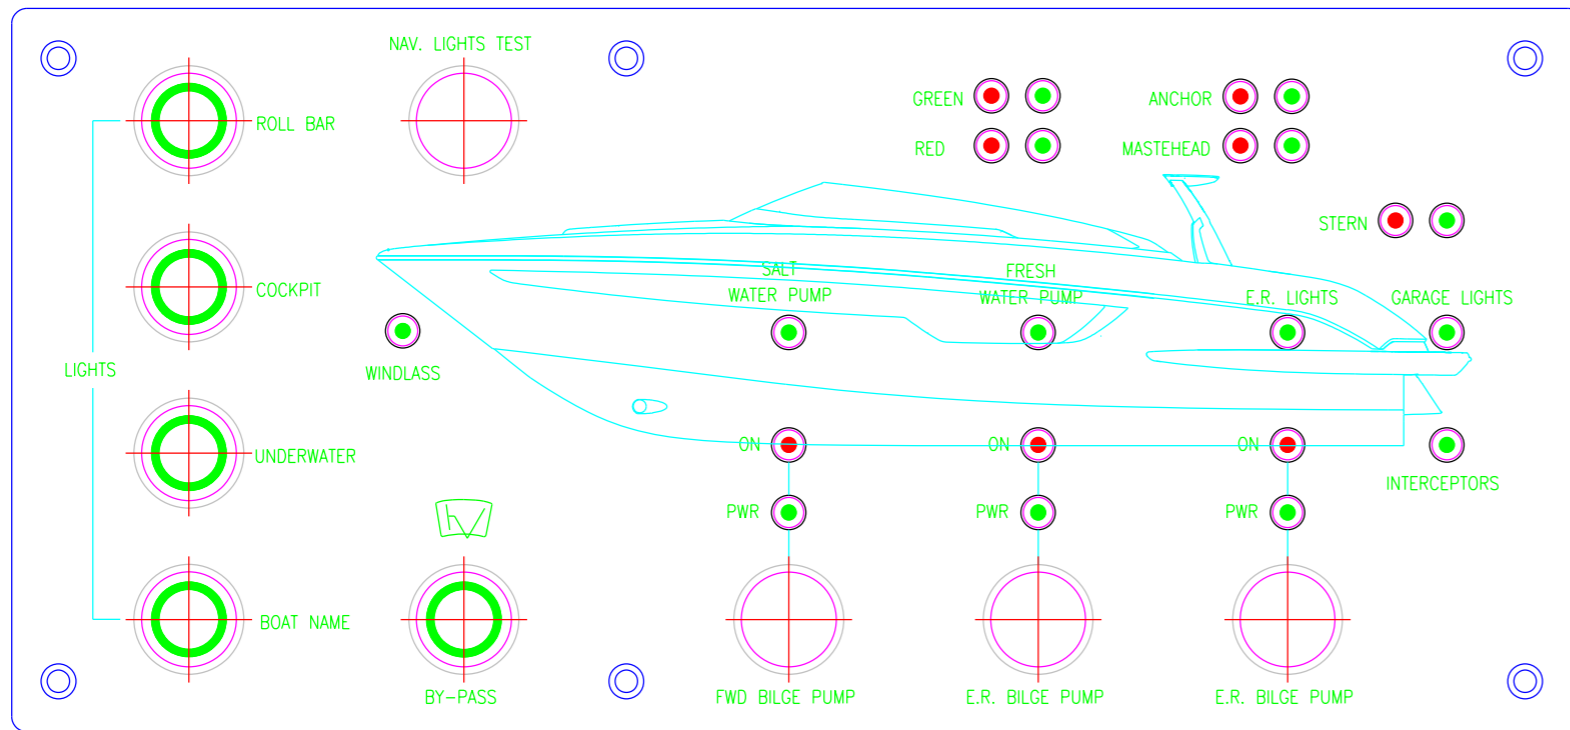 NAV. LIGHTS TEST
ROLL BAR
GREEN
ANCHOR
RED
MASTEHEAD
STERN
COCKPIT
SALT
WATER PUMP
FRESH
WATER PUMP
E.R. LIGHTS
GARAGE LIGHTS
LIGHTS
WINDLASS
UNDERWATER
ON
ON
ON
INTERCEPTORS
PWR
PWR
PWR
BOAT NAME
BY-PASS
FWD BILGE PUMP
E.R. BILGE PUMP
E.R. BILGE PUMP